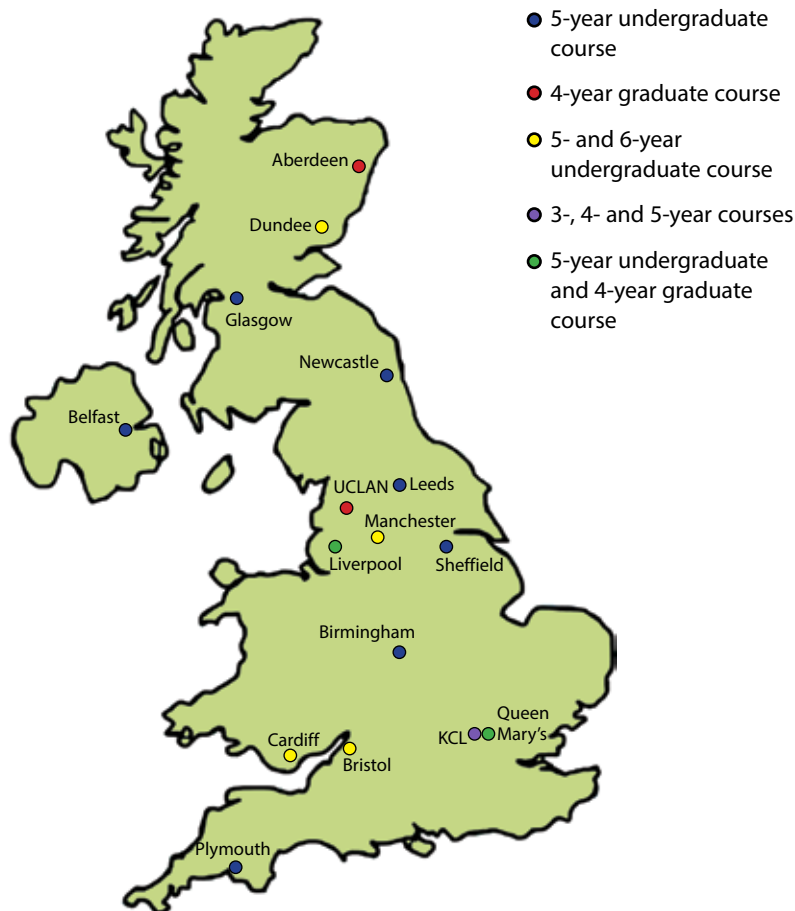 5-year undergraduate
course
4-year graduate course
5- and 6-year
undergraduate course
3-, 4- and 5-year courses
5-year undergraduate
and 4-year graduate
course
Aberdeen
Dundee
Glasgow
Newcastle
Belfast
UCLAN
Leeds
Manchester
Liverpool
Sheffield
Birmingham
Queen
Mary's
KCL
Cardiff
Bristol
Plymouth